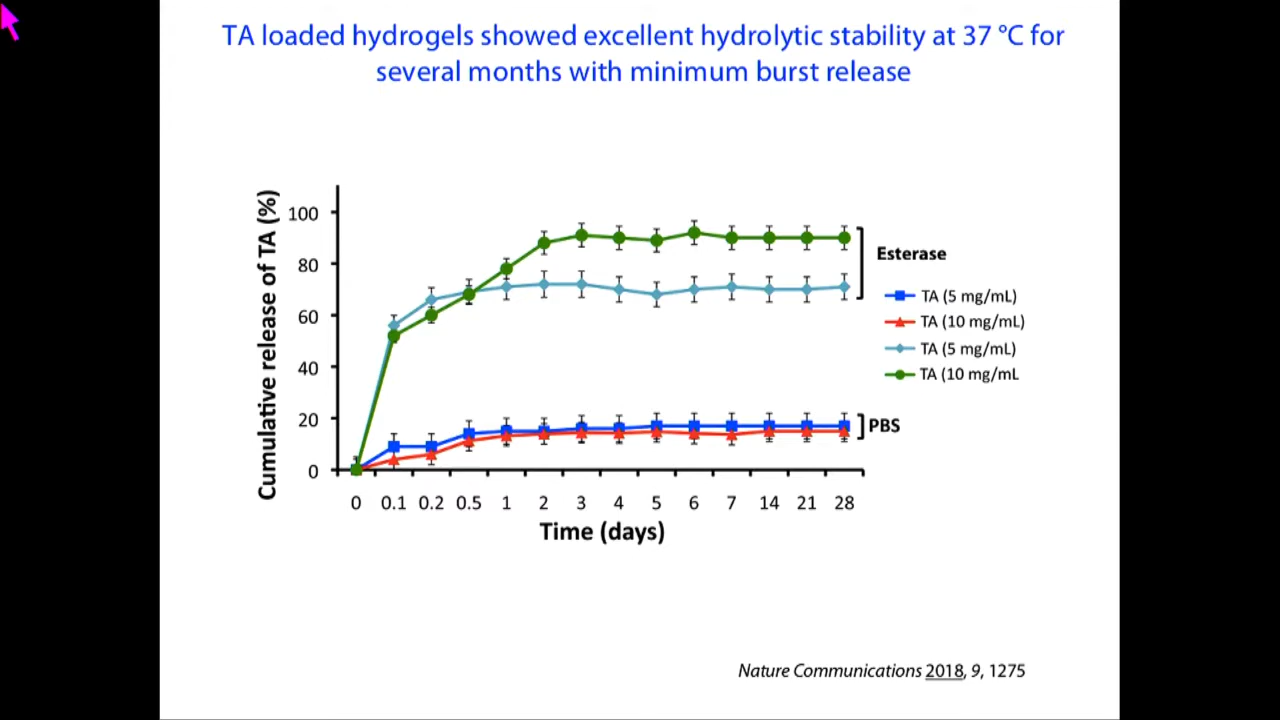 TA loaded hydrogels showed excellent hydrolytic stability at 37 °C for
several months with minimum burst release
Cumulative release of TA (%)
100
80
60
40
20
0
0 0.1 0.2 0.5 1 2 3 4 5 6 7 14 21 28
Time (days)
Esterase
TA (5 mg/mL)
TA (10 mg/mL)
TA (5 mg/mL)
TA (10 mg/mL
PBS
Nature Communications 2018, 9, 1275